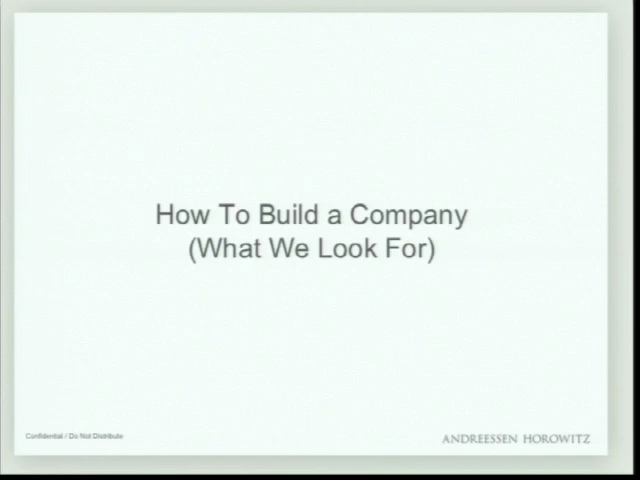 How To Build a Company
(What We Look For)
Confidential / Do Not Distribute
ANDREESSEN HOROWITZ